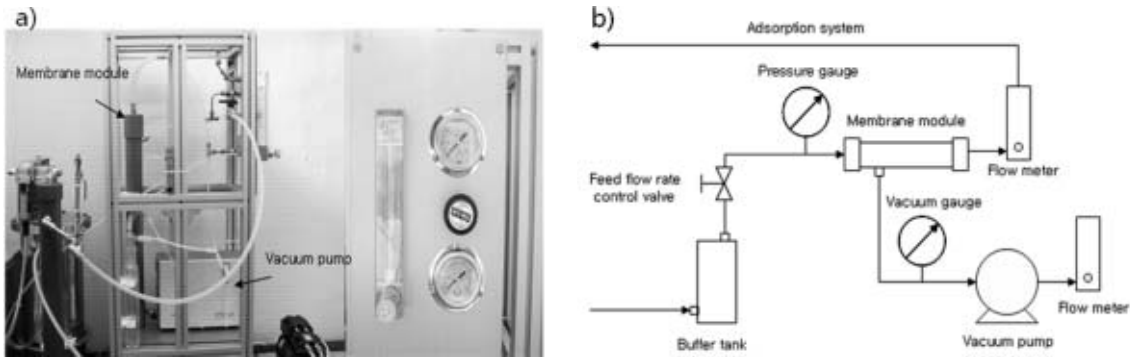 a)
Membrane module
Vacuum pump
b)
Adsorption system
Pressure gauge
Membrane module
Flow meter
Feed flow rate
control valve
Vacuum gauge
Buffer tank
Vacuum pump
Flow meter